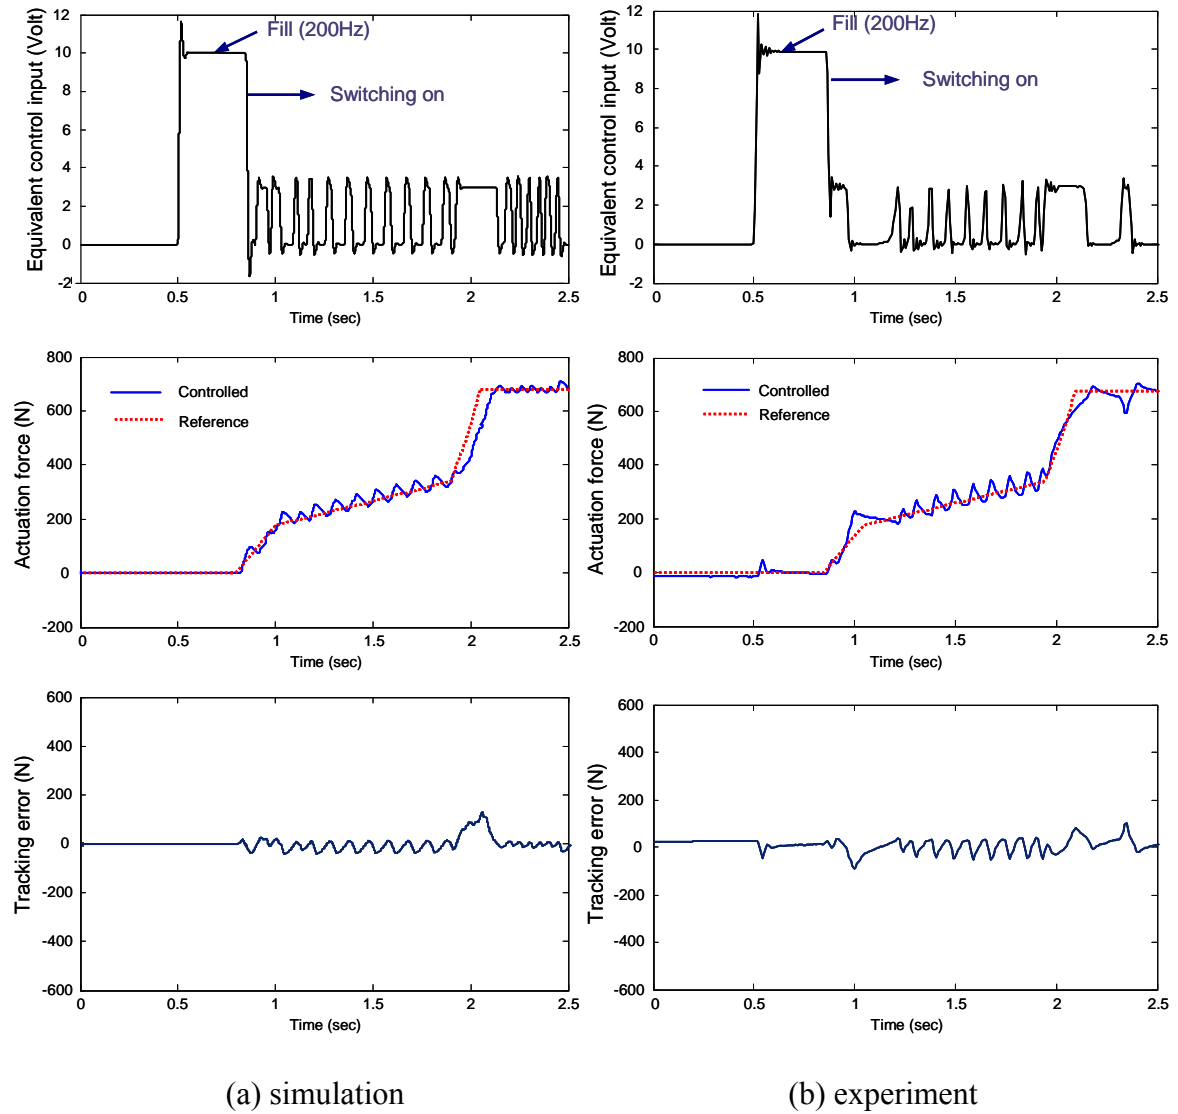 Equivalent control input (Volt)
12
10
8
6
4
2
0
-2
Fill (200Hz)
Switching on
0 0.5 1 1.5 2 2.5
Time (sec)
Equivalent control input (Volt)
12
10
8
6
4
2
0
-2
Fill (200Hz)
Switching on
0 0.5 1 1.5 2 2.5
Time (sec)
Actuation force (N)
800
600
400
200
0
-200
Controlled
Reference
0 0.5 1 1.5 2 2.5
Time (sec)
Actuation force (N)
800
600
400
200
0
-200
Controlled
Reference
0 0.5 1 1.5 2 2.5
Time (sec)
Tracking error (N)
600
400
200
0
-200
-400
-600
0 0.5 1 1.5 2 2.5
Time (sec)
Tracking error (N)
600
400
200
0
-200
-400
-600
0 0.5 1 1.5 2 2.5
Time (sec)
(a) simulation
(b) experiment